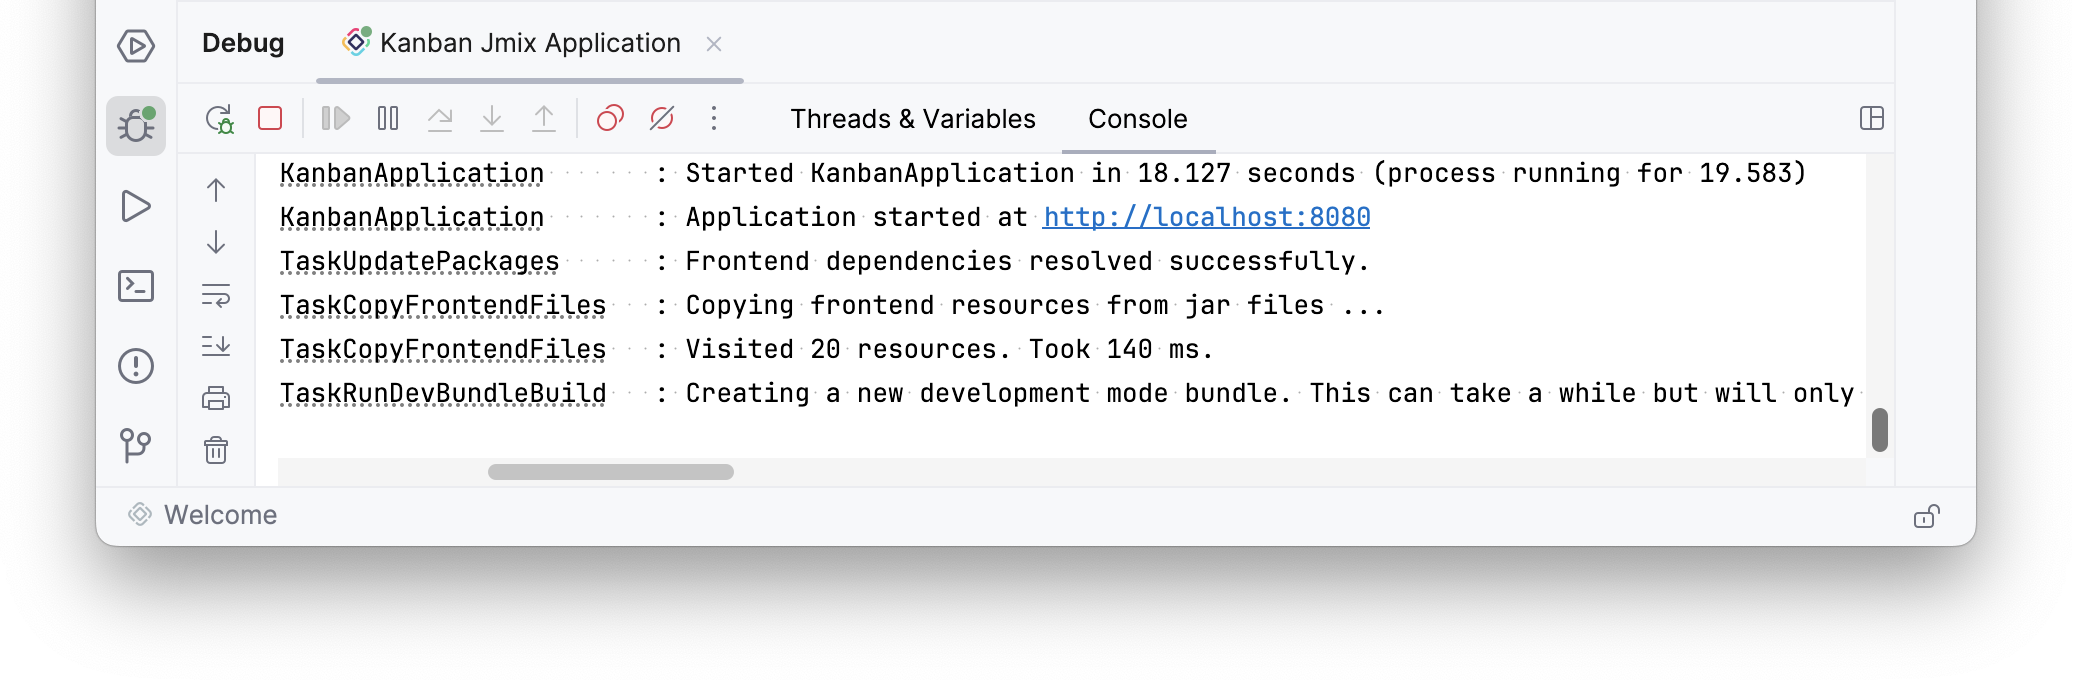 Debug Kanban Jmix Application
Threads & Variables Console
KanbanApplication : Started KanbanApplication in 18.127 seconds (process running for 19.583)
KanbanApplication : Application started at http://localhost:8080
TaskUpdatePackages : Frontend dependencies resolved successfully.
TaskCopyFrontendFiles : Copying frontend resources from jar files ...
TaskCopyFrontendFiles : Visited 20 resources. Took 140 ms.
TaskRunDevBundleBuild : Creating a new development mode bundle. This can take a while but will only
Welcome